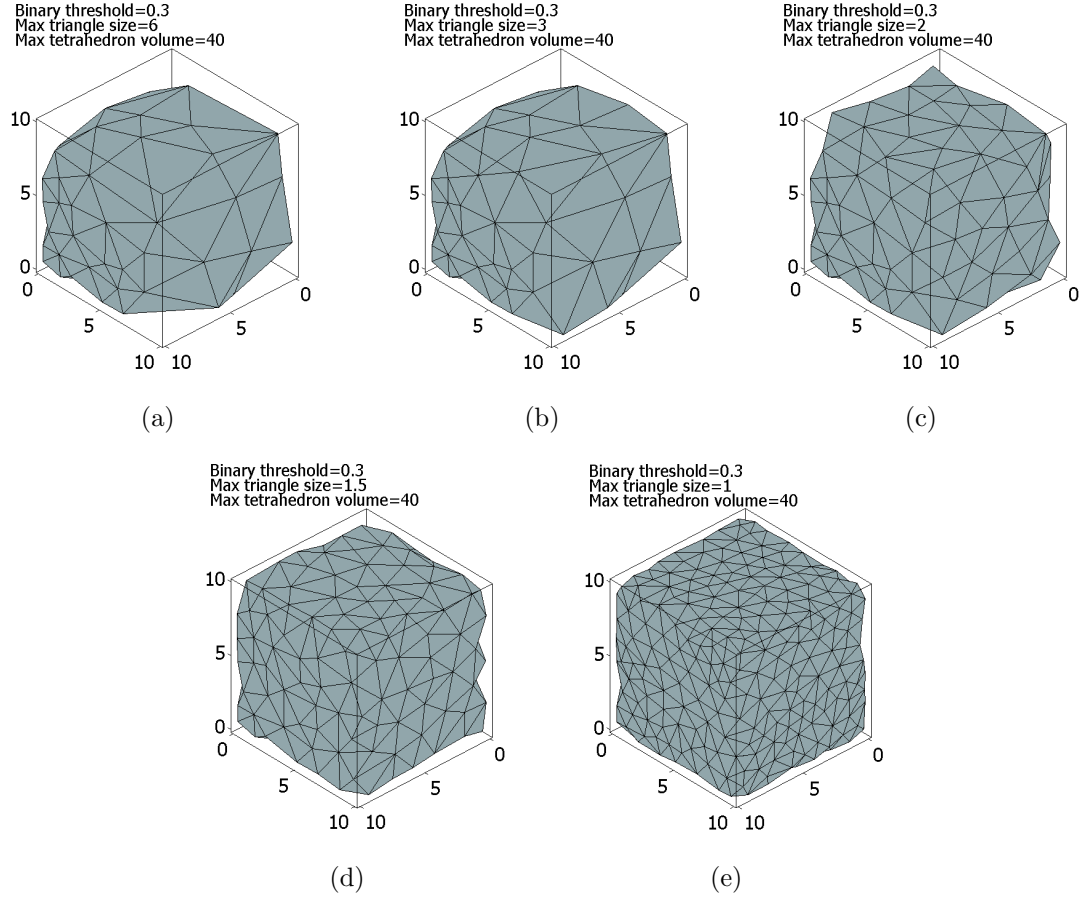 Binary threshold=0.3
Max triangle size=6
Max tetrahedron volume=40
10
5
0
0
5
10
10
5
0
(a)
Binary threshold=0.3
Max triangle size=3
Max tetrahedron volume=40
10
5
0
0
5
10
10
5
0
(b)
Binary threshold=0.3
Max triangle size=2
Max tetrahedron volume=40
10
5
0
0
5
10
10
5
0
(c)
Binary threshold=0.3
Max triangle size=1.5
Max tetrahedron volume=40
10
5
0
0
5
10
10
5
0
(d)
Binary threshold=0.3
Max triangle size=1
Max tetrahedron volume=40
10
5
0
0
5
10
10
5
0
(e)